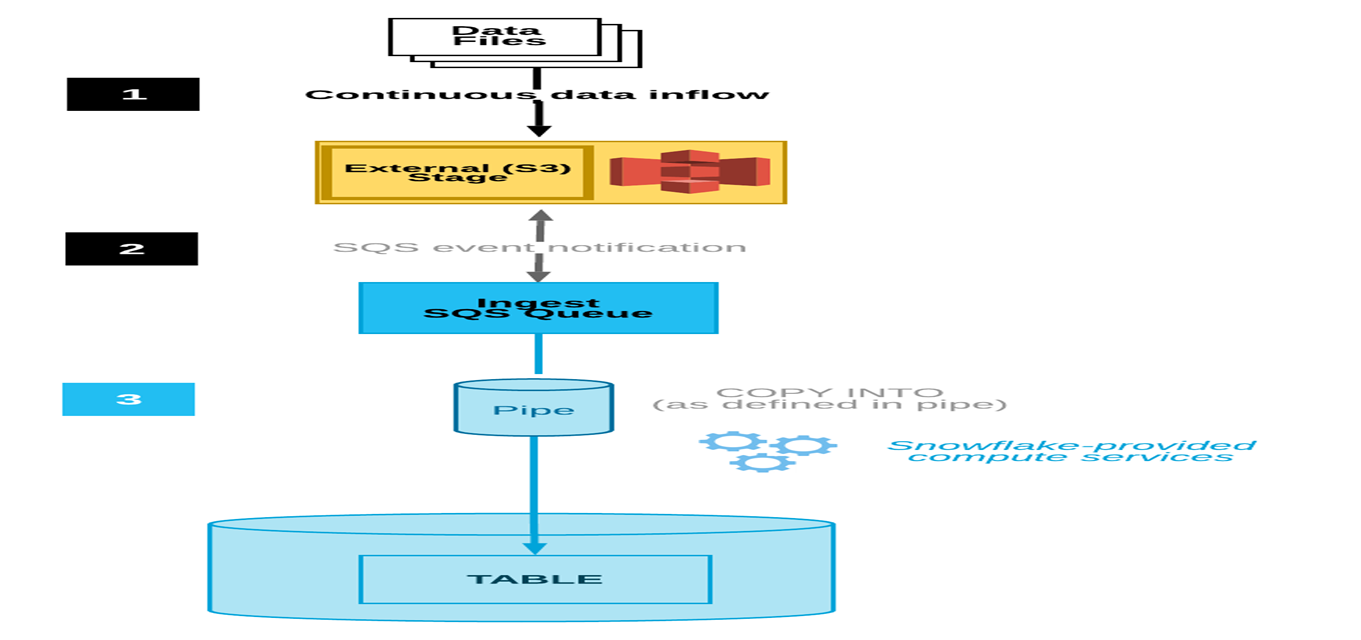 Data
Files
1
Continuous data inflow
External (S3)
Stage
2
SQS event notification
Ingest
SQS Queue
3
Pipe
COPY INTO
(as defined in pipe)
Snowflake-provided
compute services
TABLE